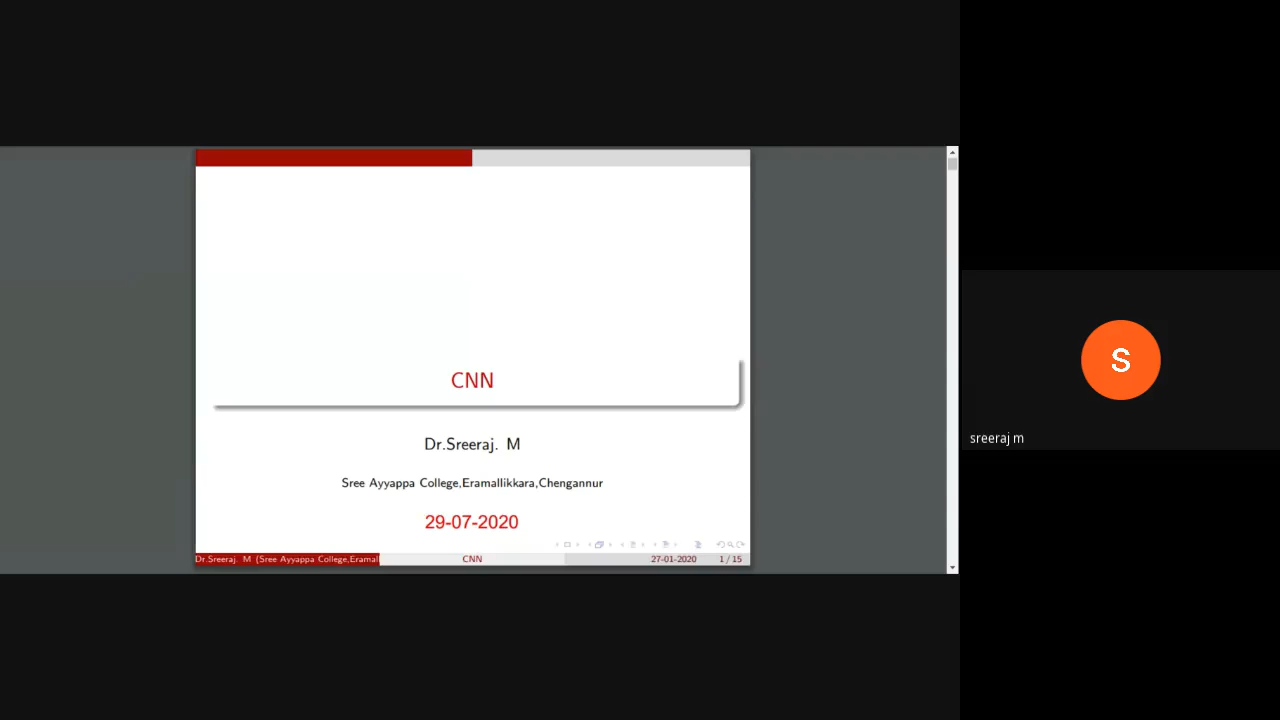 CNN
Dr.Sreeraj. M
Sree Ayyappa College,Eramallikkara,Chengannur
29-07-2020
Dr.Sreeraj. M (Sree Ayyappa College,Eramal
CNN
27-01-2020
1 / 15
S
sreeraj m